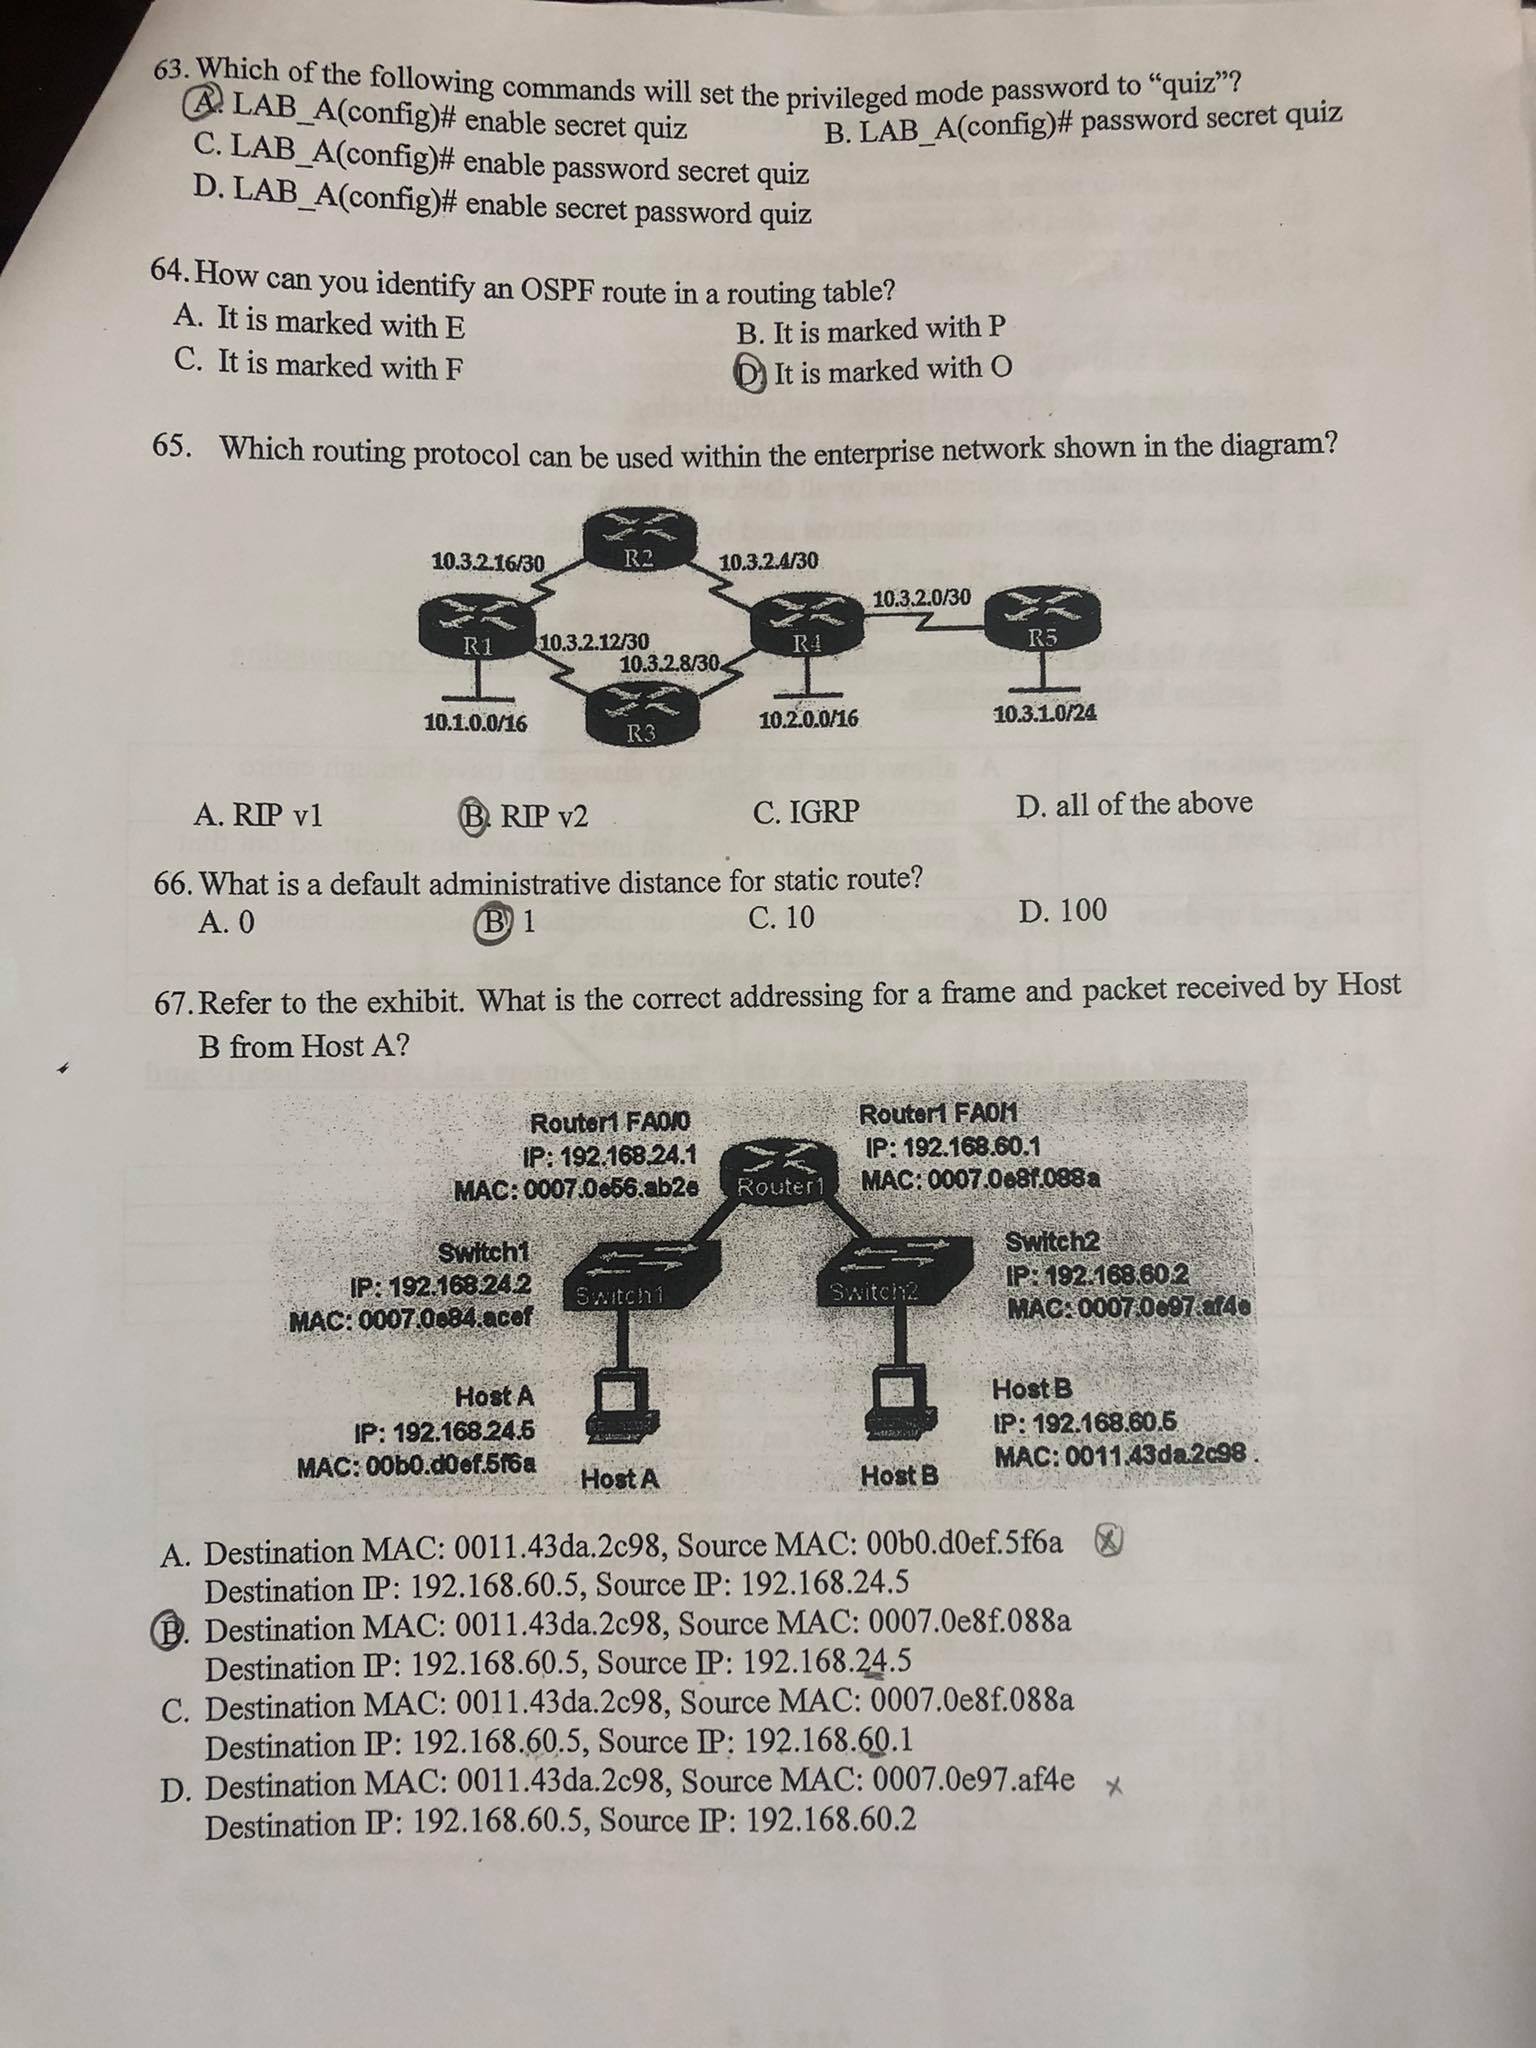 63. Which of the following commands will set the privileged mode password to “quiz”?
A. LAB_A(config)# enable secret quiz B. LAB_A(config)# password secret quiz
C. LAB_A(config)# enable password secret quiz
D. LAB_A(config)# enable secret password quiz
64. How can you identify an OSPF route in a routing table?
A. It is marked with E B. It is marked with P
C. It is marked with F D. It is marked with O
65. Which routing protocol can be used within the enterprise network shown in the diagram?
R2
10.3.2.16/30 10.3.2.4/30
10.3.2.0/30
R1 10.3.2.12/30 R4 R5
10.3.2.8/30
10.1.0.0/16 R3 10.2.0.0/16 10.3.1.0/24
A. RIP v1 B. RIP v2 C. IGRP D. all of the above
66. What is a default administrative distance for static route?
A. 0 B. 1 C. 10 D. 100
67. Refer to the exhibit. What is the correct addressing for a frame and packet received by Host
B from Host A?
Router1 FA0/0 Router1 FA0/1
IP: 192.168.24.1 IP: 192.168.60.1
MAC: 0007.0e56.ab2e Router1 MAC: 0007.0e8f.088a
Switch1 Switch2
IP: 192.168.24.2 IP: 192.168.60.2
MAC: 0007.0e84.acef Switch1 Switch2 MAC: 0007.0e97.af4e
Host A Host B
IP: 192.168.24.5 IP: 192.168.60.5
MAC: 00b0.d0ef.5f6a MAC: 0011.43da.2c98
Host A Host B
A. Destination MAC: 0011.43da.2c98, Source MAC: 00b0.d0ef.5f6a X
Destination IP: 192.168.60.5, Source IP: 192.168.24.5
B. Destination MAC: 0011.43da.2c98, Source MAC: 0007.0e8f.088a
Destination IP: 192.168.60.5, Source IP: 192.168.24.5
C. Destination MAC: 0011.43da.2c98, Source MAC: 0007.0e8f.088a
Destination IP: 192.168.60.5, Source IP: 192.168.60.1
D. Destination MAC: 0011.43da.2c98, Source MAC: 0007.0e97.af4e x
Destination IP: 192.168.60.5, Source IP: 192.168.60.2